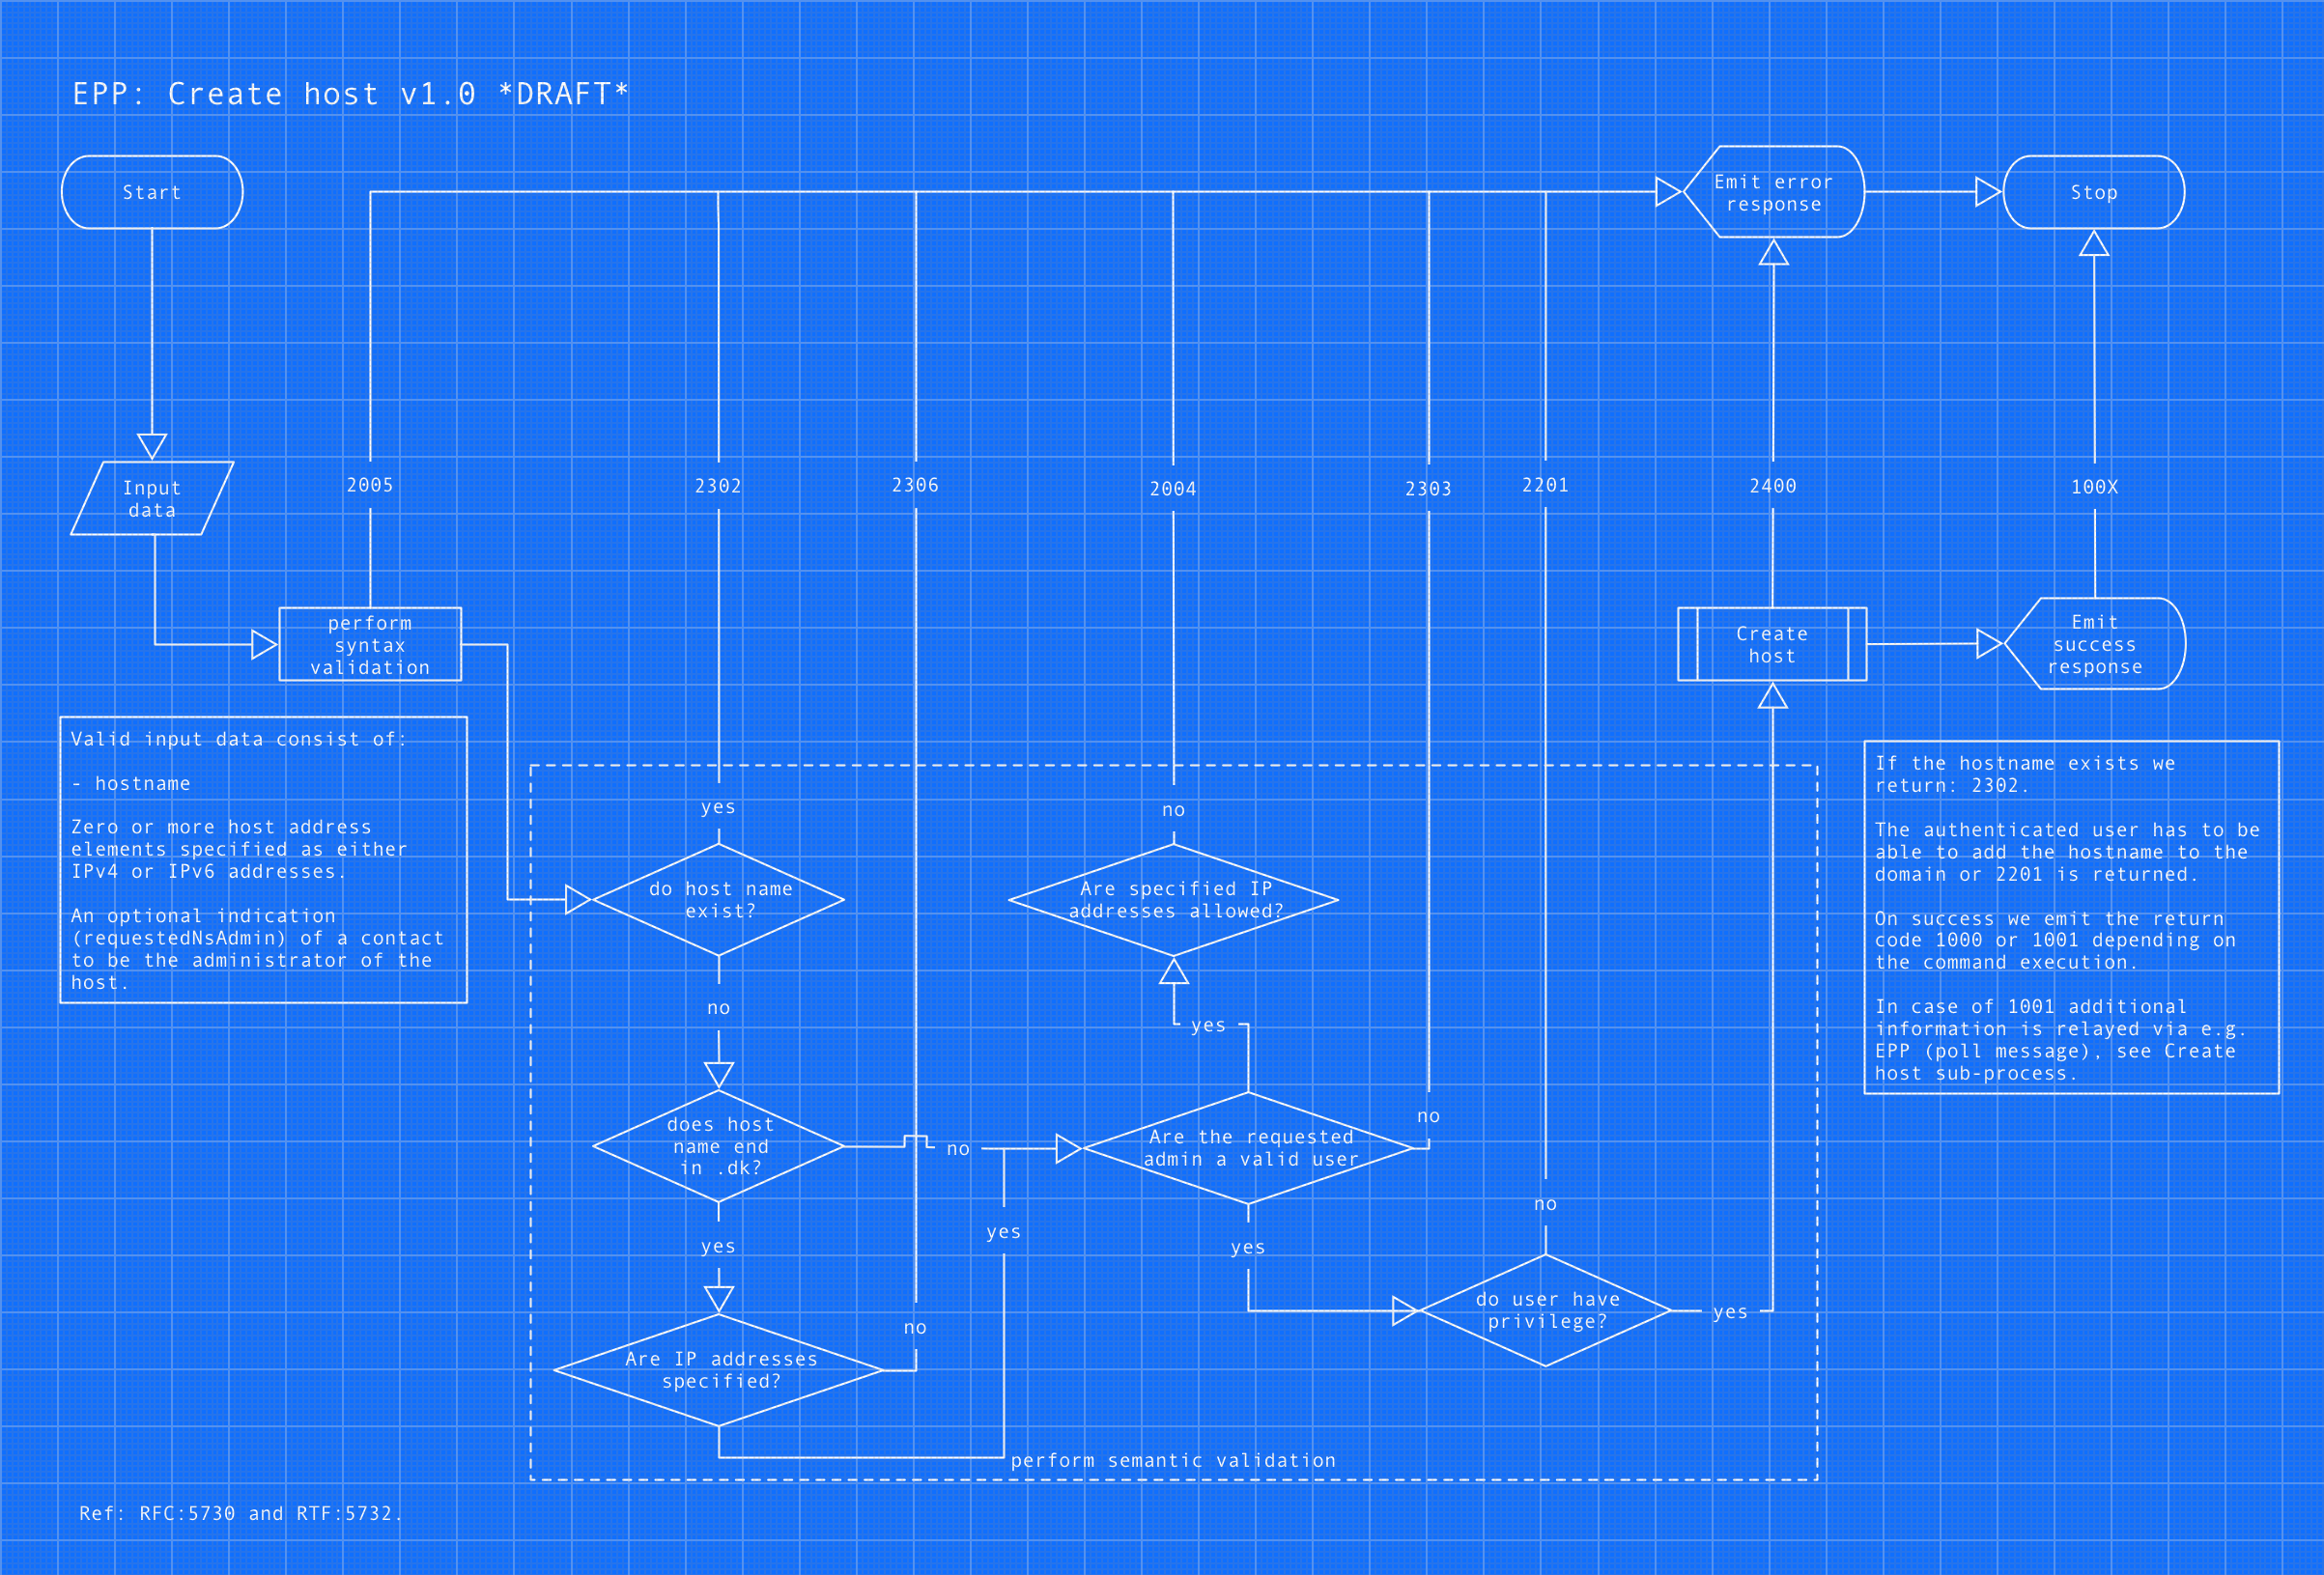 EPP: Create host v1.0 *DRAFT*
Start
Emit error
response
Stop
Input
data
2005
2302
2306
2004
2303
2201
2400
100X
perform
syntax
validation
Create
host
Emit
success
response
Valid input data consist of:
- hostname
Zero or more host address
elements specified as either
IPv4 or IPv6 addresses.
An optional indication
(requestedNsAdmin) of a contact
to be the administrator of the
host.
If the hostname exists we
return: 2302.
The authenticated user has to be
able to add the hostname to the
domain or 2201 is returned.
On success we emit the return
code 1000 or 1001 depending on
the command execution.
In case of 1001 additional
information is relayed via e.g.
EPP (poll message), see Create
host sub-process.
yes
no
do host name
exist?
Are specified IP
addresses allowed?
no
yes
does host
name end
in .dk?
no
Are the requested
admin a valid user
no
yes
yes
yes
no
do user have
privilege?
yes
no
Are IP addresses
specified?
perform semantic validation
Ref: RFC:5730 and RTF:5732.